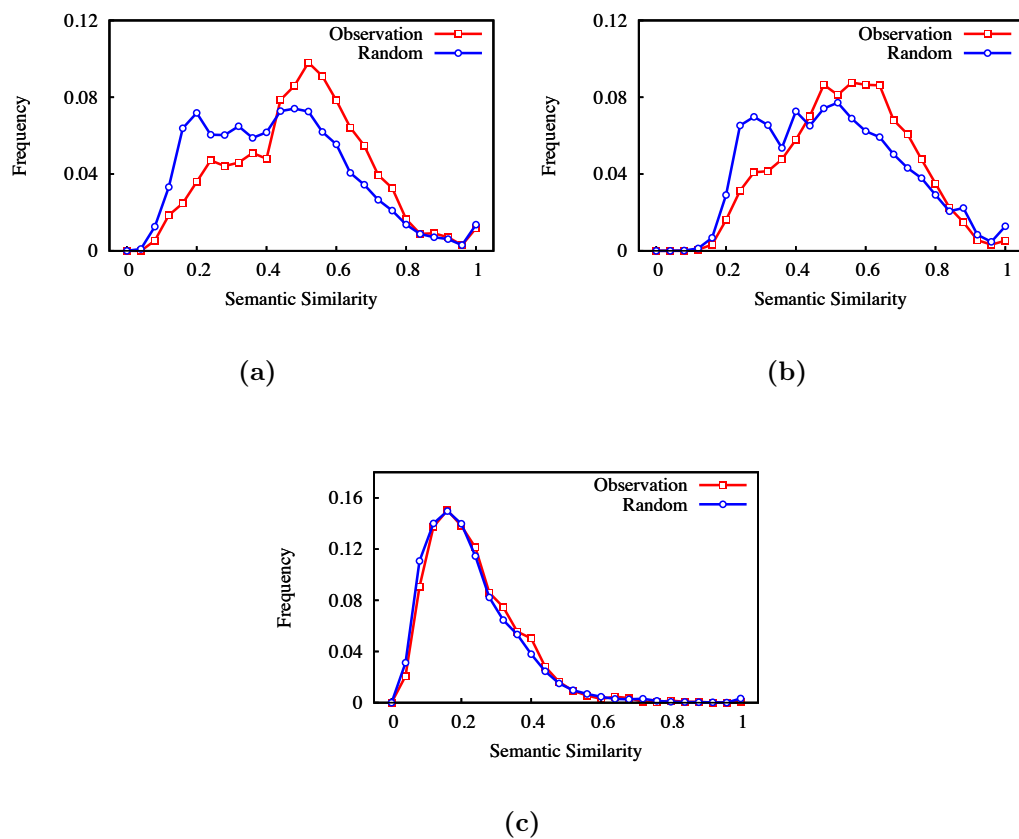 0.12
Observation
Random
0.08
Frequency
0.04
0
0 0.2 0.4 0.6 0.8 1
Semantic Similarity
(a)
0.12
Observation
Random
0.08
Frequency
0.04
0
0 0.2 0.4 0.6 0.8 1
Semantic Similarity
(b)
Observation
0.16
Random
0.12
Frequency
0.08
0.04
0
0 0.2 0.4 0.6 0.8 1
Semantic Similarity
(c)